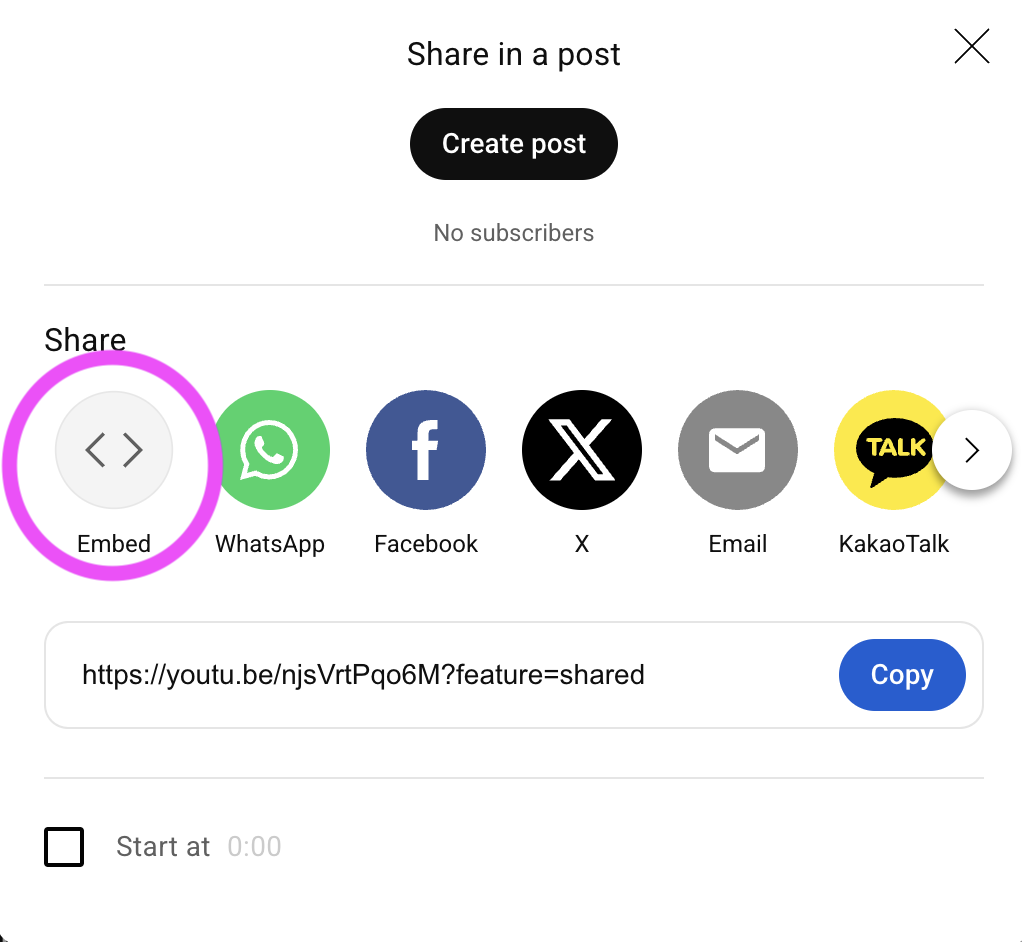 Share in a post
Create post
No subscribers
Share
TALK
Embed WhatsApp Facebook X Email KakaoTalk
https://youtu.be/njsVrtPqo6M?feature=shared
Copy
Start at 0:00